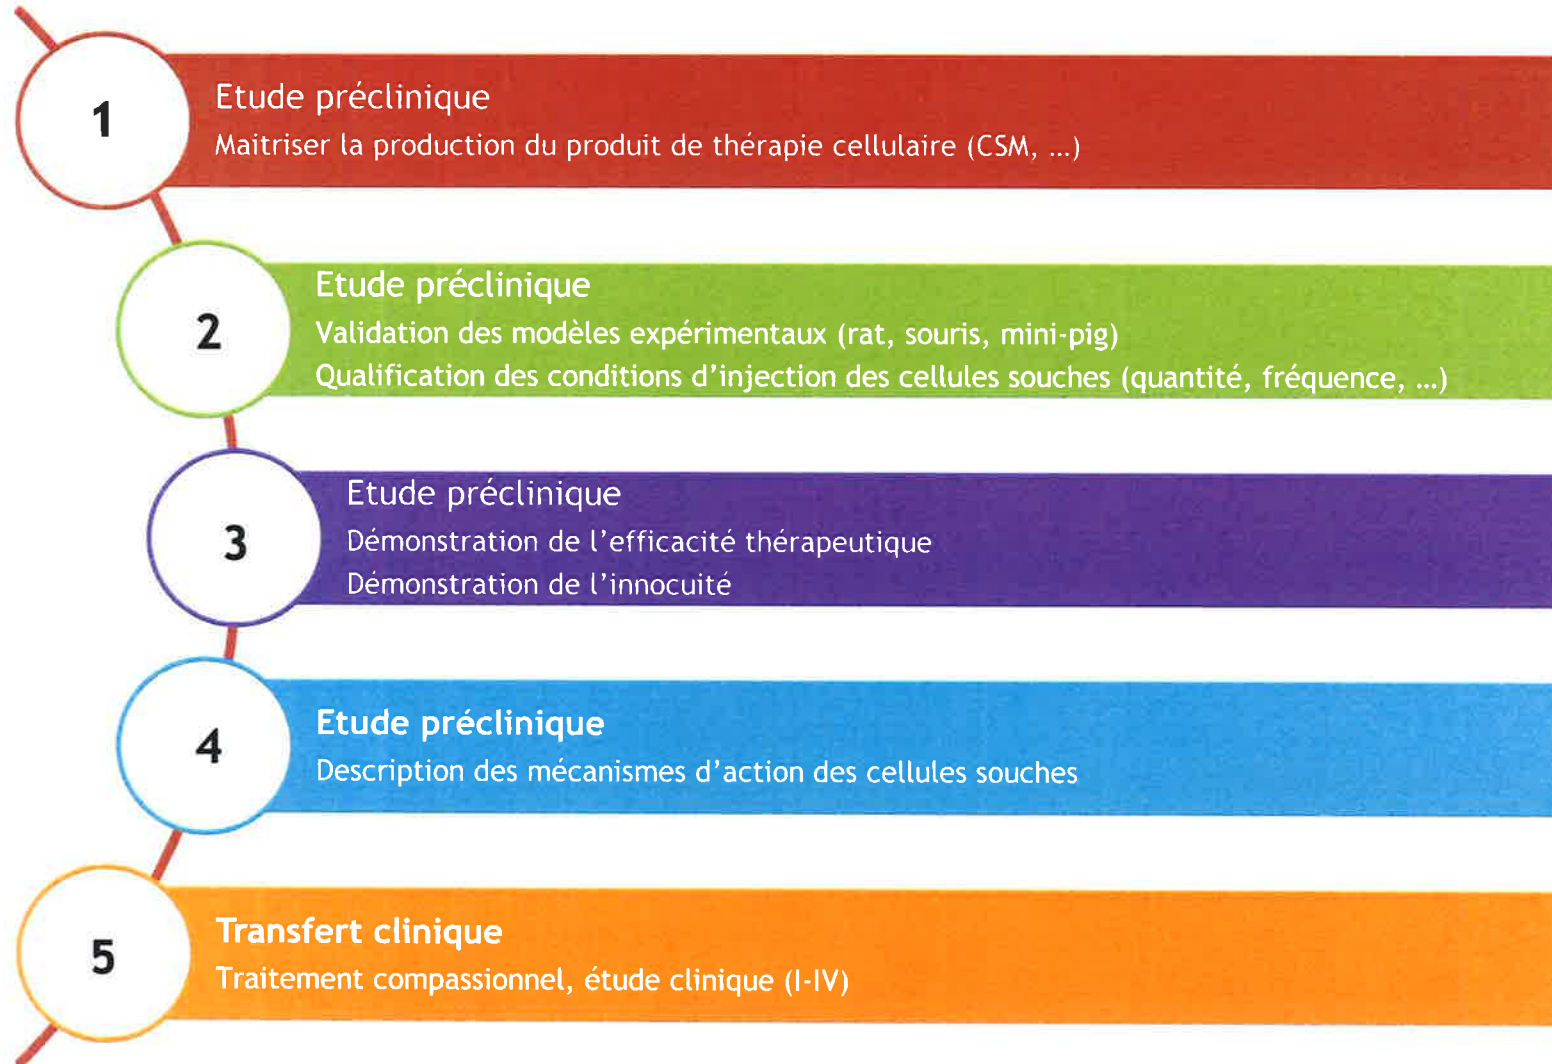 1
Etude préclinique
Maitriser la production du produit de thérapie cellulaire (CSM, ...)
2
Etude préclinique
Validation des modèles expérimentaux (rat, souris, mini-pig)
Qualification des conditions d'injection des cellules souches (quantité, fréquence, ...)
3
Etude préclinique
Démonstration de l'efficacité thérapeutique
Démonstration de l'innocuité
4
Etude préclinique
Description des mécanismes d'action des cellules souches
5
Transfert clinique
Traitement compassionnel, étude clinique (I-IV)